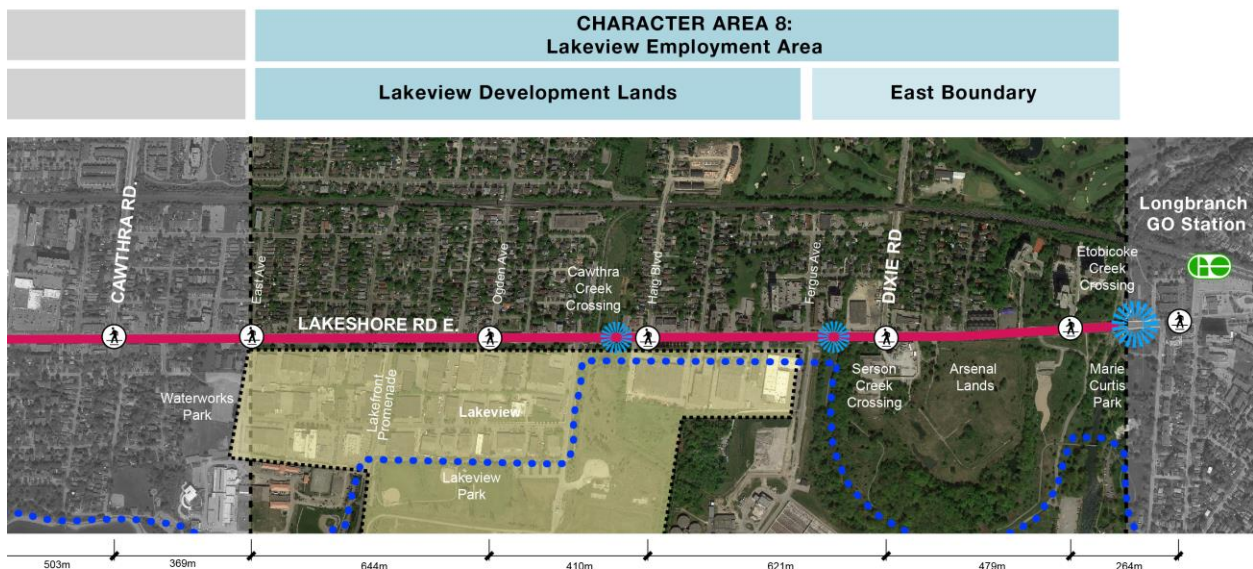 CHARACTER AREA 8:
Lakeview Employment Area
Lakeview Development Lands
East Boundary
CAWTHRA RD.
East Ave
Ogden Ave
Cawthra
Creek
Crossing
Haig Blvd
Fergus Ave.
DIXIE RD
Etobicoke
Creek
Crossing
Longbranch
GO Station
LAKESHORE RD E.
Waterworks
Park
Lakefront
Promenade
Lakeview
Lakeview
Park
Serson
Creek
Crossing
Arsenal
Lands
Marie
Curtis
Park
503m
369m
644m
410m
621m
479m
264m